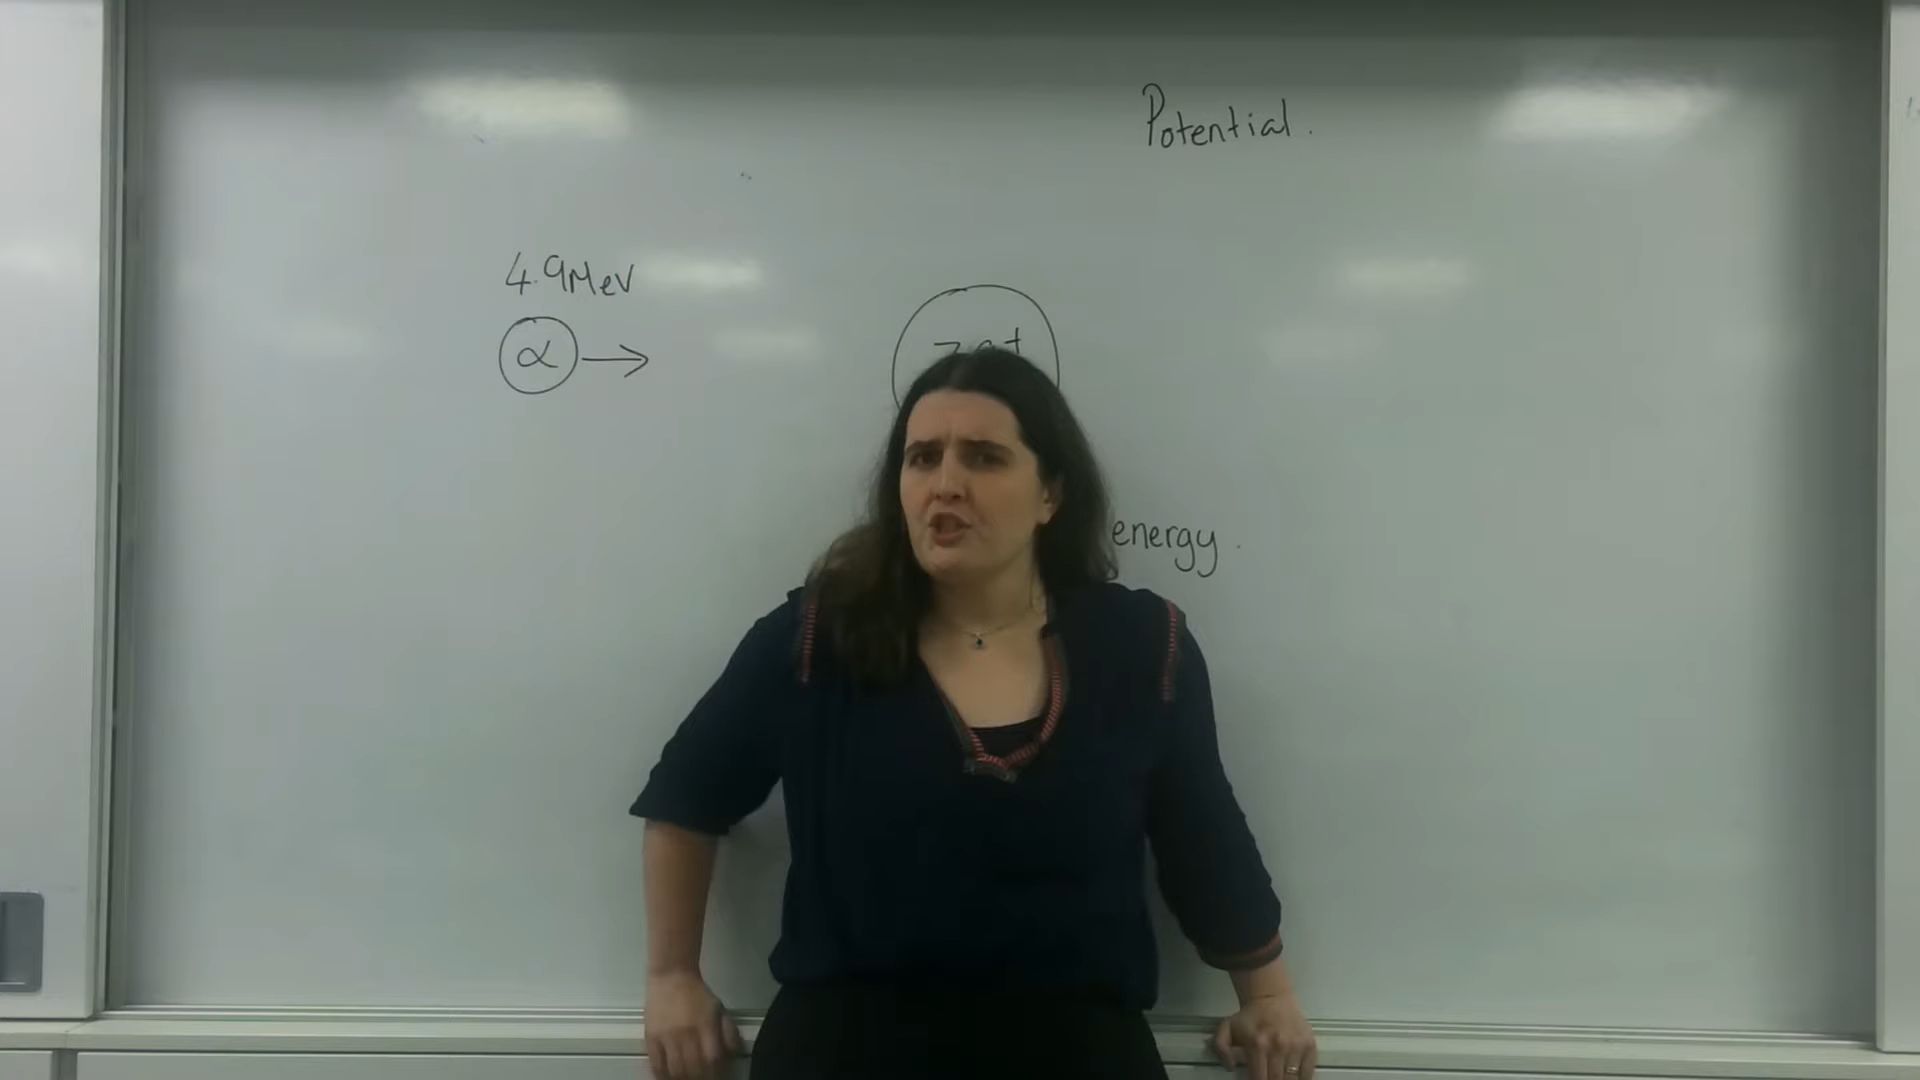 Potential.
4.9MeV
α
energy.